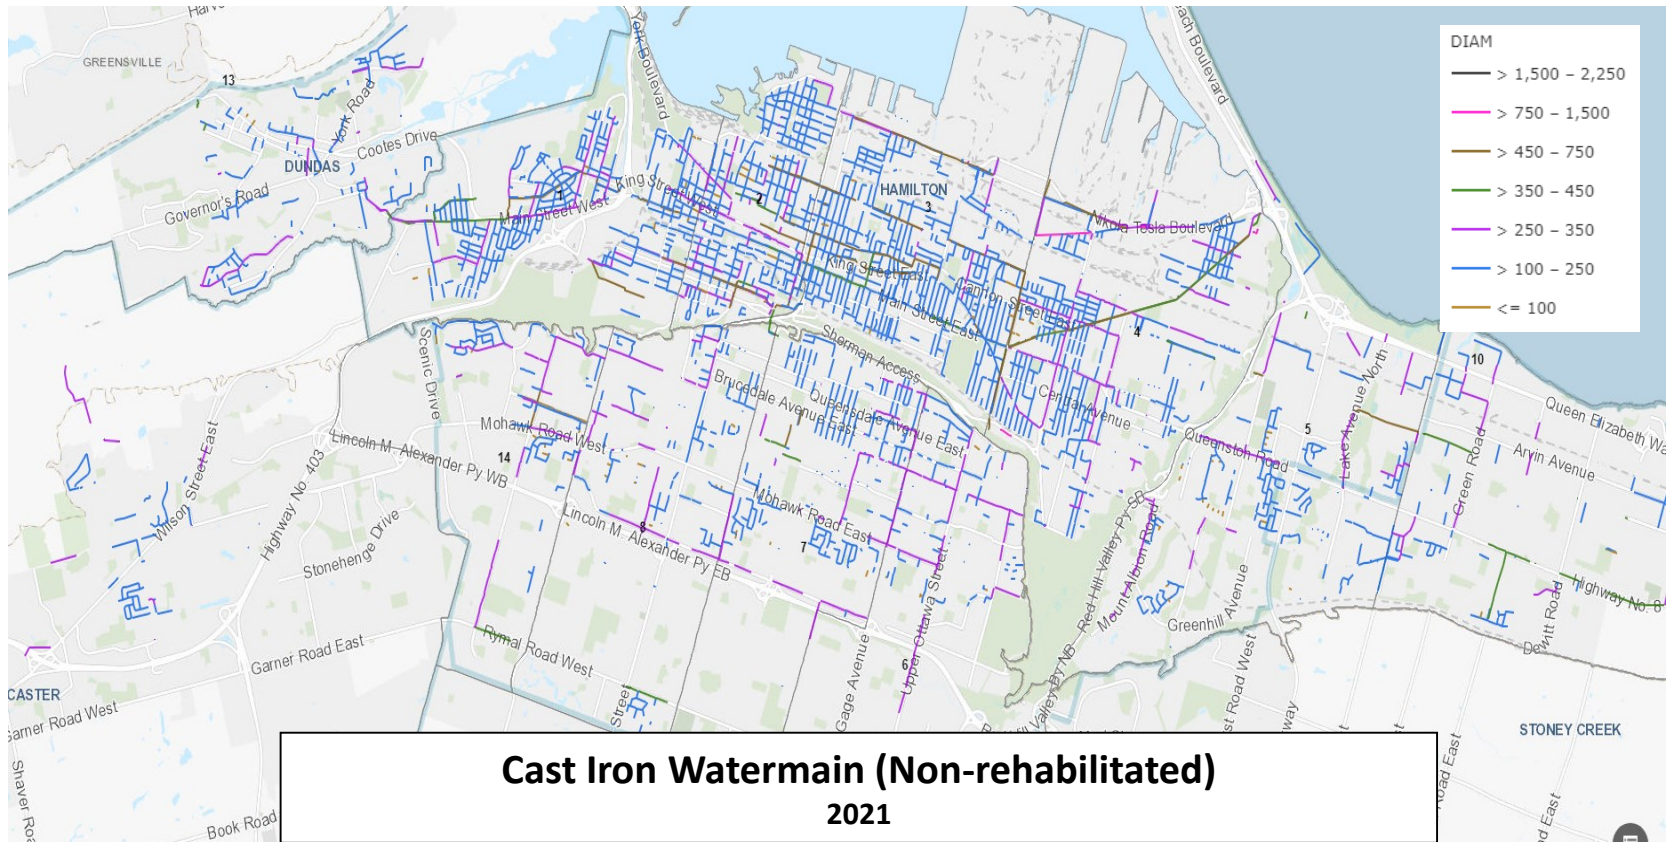 GREENSVILLE
13
York Boulevard
DIAM
> 1,500 – 2,250
> 750 – 1,500
> 450 – 750
> 350 – 450
> 250 – 350
> 100 – 250
<= 100
York Road
Cootes Drive
DUNDAS
Governor's Road
1
Main Street West
King Street West
2
HAMILTON
3
Nikola Tesla Boulevard
King Street East
Main Street East
Cannon Street East
4
Sherman Access
Scenic Drive
Brucedale Avenue East
Queensdale Avenue East
Central Avenue
Queenston Road
Lake Avenue North
10
Queen Elizabeth Wa
5
Green Road
Arvin Avenue
Mohawk Road West
14
Lincoln M. Alexander Py WB
Wilson Street East
Highway No. 403
Stonehenge Drive
Lincoln M. Alexander Py EB
8
7
Mohawk Road East
Red Hill Valley Py SB
Mount Albion Road
Greenhill Avenue
Highway No. 8
Dewitt Road
Rymal Road West
Garner Road East
Gage Avenue
6
Upper Ottawa Street
Valley Py NB
st Road West
CASTER
Garner Road West
Street
STONEY CREEK
Road East
Book Road
Cast Iron Watermain (Non-rehabilitated)
2021